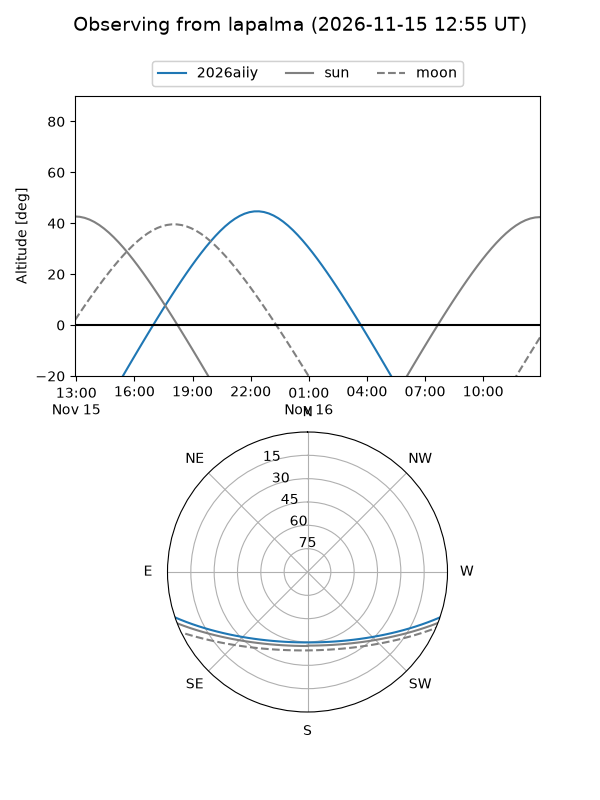 Observing from lapalma (2026-11-15 12:55 UT)
2026aiiy sun moon
Altitude [deg]
80
60
40
20
0
−20
13:00 16:00 19:00 22:00 01:00 04:00 07:00 10:00
Nov 15 Nov 16
N
NE NW
15
30
45
60
75
E W
SE SW
S